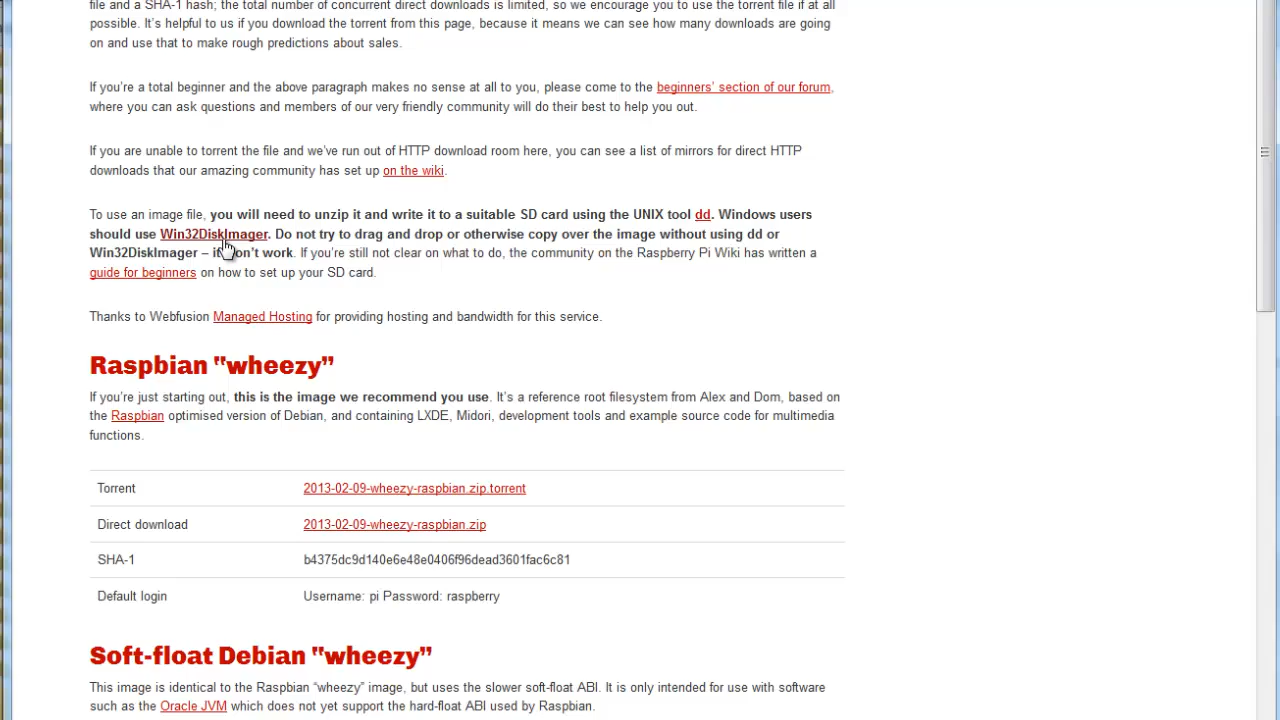 file and a SHA-1 hash; the total number of concurrent direct downloads is limited, so we encourage you to use the torrent file if at all
possible. It's helpful to us if you download the torrent from this page, because it means we can see how many downloads are going
on and use that to make rough predictions about sales.
If you're a total beginner and the above paragraph makes no sense at all to you, please come to the beginners' section of our forum,
where you can ask questions and members of our very friendly community will do their best to help you out.
If you are unable to torrent the file and we've run out of HTTP download room here, you can see a list of mirrors for direct HTTP
downloads that our amazing community has set up on the wiki.
To use an image file, you will need to unzip it and write it to a suitable SD card using the UNIX tool dd. Windows users
should use Win32DiskImager. Do not try to drag and drop or otherwise copy over the image without using dd or
Win32DiskImager – it won't work. If you're still not clear on what to do, the community on the Raspberry Pi Wiki has written a
guide for beginners on how to set up your SD card.
Thanks to Webfusion Managed Hosting for providing hosting and bandwidth for this service.
Raspbian "wheezy"
If you're just starting out, this is the image we recommend you use. It's a reference root filesystem from Alex and Dom, based on
the Raspbian optimised version of Debian, and containing LXDE, Midori, development tools and example source code for multimedia
functions.
Torrent 2013-02-09-wheezy-raspbian.zip.torrent
Direct download 2013-02-09-wheezy-raspbian.zip
SHA-1 b4375dc9d140e6e48e0406f96dead3601fac6c81
Default login Username: pi Password: raspberry
Soft-float Debian "wheezy"
This image is identical to the Raspbian "wheezy" image, but uses the slower soft-float ABI. It is only intended for use with software
such as the Oracle JVM which does not yet support the hard-float ABI used by Raspbian.